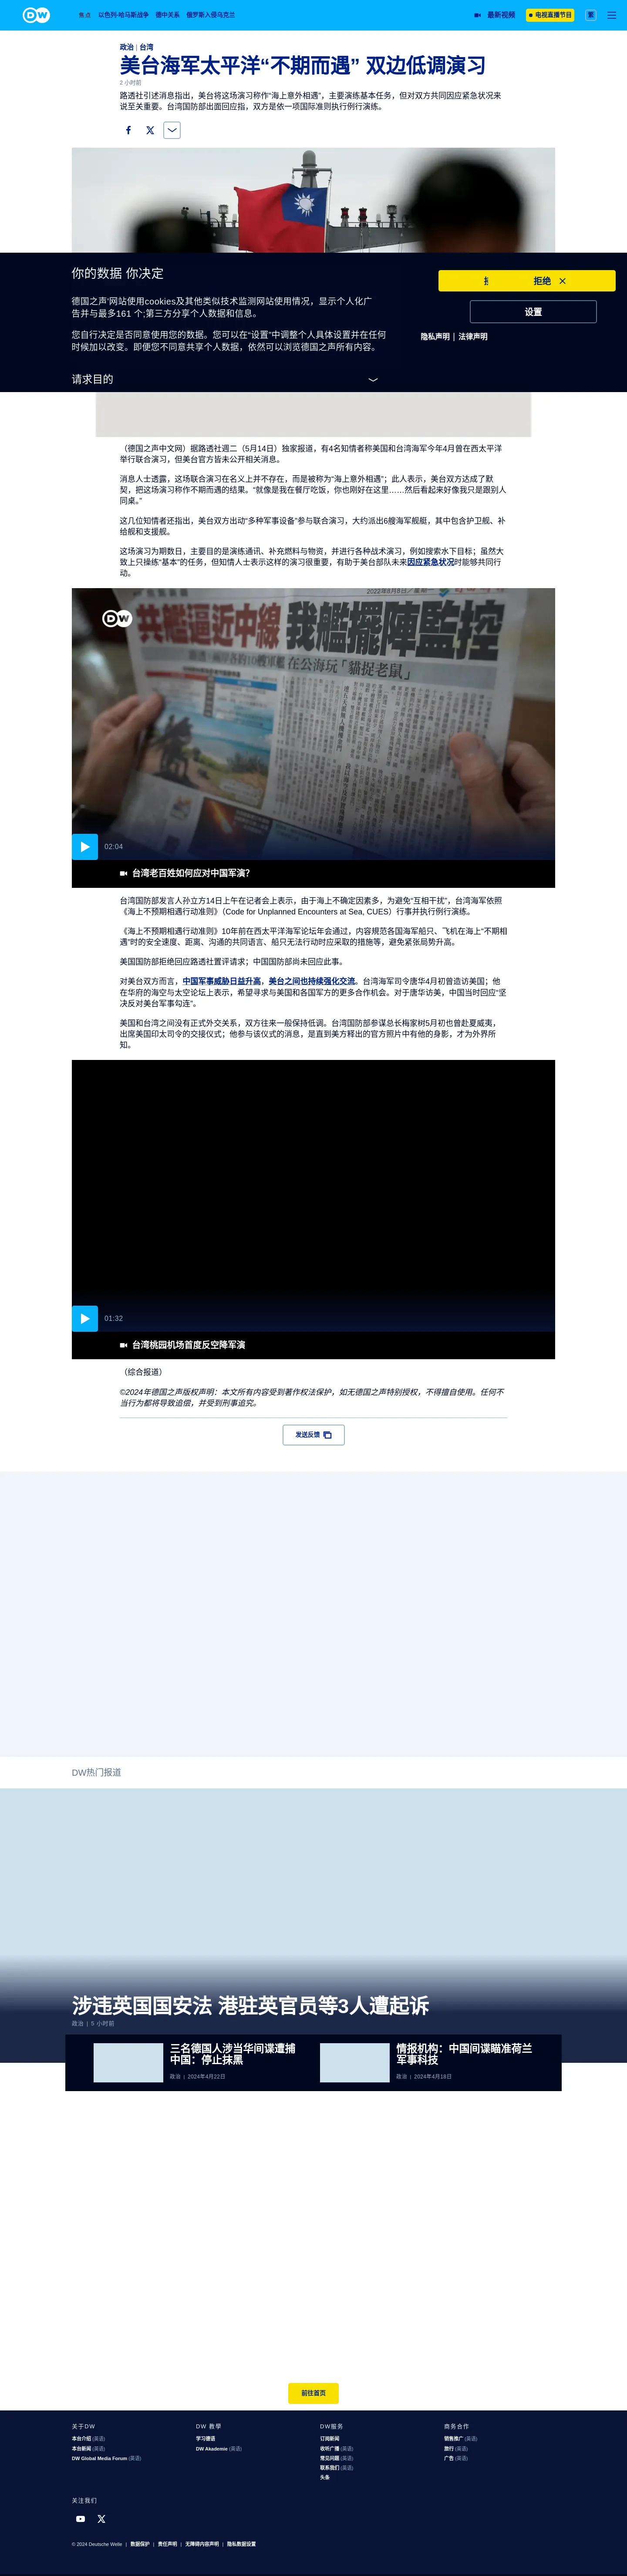 DW
焦点 以色列-哈马斯战争 德中关系 俄罗斯入侵乌克兰
最新视频
电视直播节目
繁
政治 | 台湾
美台海军太平洋“不期而遇” 双边低调演习
2 小时前
路透社引述消息指出，美台将这场演习称作“海上意外相遇”，主要演练基本任务，但对双方共同因应紧急状况来
说至关重要。台湾国防部出面回应指，双方是依一项国际准则执行例行演练。
你的数据 你决定
德国之声'网站使用cookies及其他类似技术监测网站使用情况，显示个人化广
告并与最多161 个;第三方分享个人数据和信息。
您自行决定是否同意使用您的数据。您可以在“设置”中调整个人具体设置并在任何
时候加以改变。即便您不同意共享个人数据，依然可以浏览德国之声所有内容。
请求目的
拒绝
设置
隐私声明 | 法律声明
（德国之声中文网）据路透社週二（5月14日）独家报道，有4名知情者称美国和台湾海军今年4月曾在西太平洋
举行联合演习，但美台官方皆未公开相关消息。
消息人士透露，这场联合演习在名义上并不存在，而是被称为“海上意外相遇”；此人表示，美台双方达成了默
契，把这场演习称作不期而遇的结果。“就像是我在餐厅吃饭，你也刚好在这里……然后看起来好像我只是跟别人
同桌。”
这几位知情者还指出，美台双方出动“多种军事设备”参与联合演习，大约派出6艘海军舰艇，其中包含护卫舰、补
给舰和支援舰。
这场演习为期数日，主要目的是演练通讯、补充燃料与物资，并进行各种战术演习，例如搜索水下目标；虽然大
致上只操练“基本”的任务，但知情人士表示这样的演习很重要，有助于美台部队未来因应紧急状况时能够共同行
动。
DW
2022年8月8日
我艦羅陣監控
在公海玩「貓捉老鼠」
02:04
台湾老百姓如何应对中国军演？
台湾国防部发言人孙立方14日上午在记者会上表示，由于海上不确定因素多，为避免“互相干扰”，台湾海军依照
《海上不预期相遇行动准则》（Code for Unplanned Encounters at Sea, CUES）行事并执行例行演练。
《海上不预期相遇行动准则》10年前在西太平洋海军论坛年会通过，内容规范各国海军船只、飞机在海上“不期相
遇”时的安全速度、距离、沟通的共同语言、船只无法行动时应采取的措施等，避免紧张局势升高。
美国国防部拒绝回应路透社置评请求；中国国防部尚未回应此事。
对美台双方而言，中国军事威胁日益升高，美台之间也持续强化交流。台湾海军司令唐华4月初曾造访美国；他
在华府的海空与太空论坛上表示，希望寻求与美国和各国军方的更多合作机会。对于唐华访美，中国当时回应“坚
决反对美台军事勾连”。
美国和台湾之间没有正式外交关系，双方往来一般保持低调。台湾国防部参谋总长梅家树5月初也曾赴夏威夷，
出席美国印太司令的交接仪式；他参与该仪式的消息，是直到美方释出的官方照片中有他的身影，才为外界所
知。
01:32
台湾桃园机场首度反空降军演
（综合报道）
©2024年德国之声版权声明：本文所有内容受到著作权法保护，如无德国之声特别授权，不得擅自使用。任何不
当行为都将导致追偿，并受到刑事追究。
发送反馈
DW热门报道
涉违英国国安法 港驻英官员等3人遭起诉
政治 | 5 小时前
三名德国人涉当华间谍遭捕
中国：停止抹黑
政治 | 2024年4月22日
情报机构：中国间谍瞄准荷兰
军事科技
政治 | 2024年4月18日
前往首页
关于DW
本台介绍 (英语)
本台新闻 (英语)
DW Global Media Forum (英语)
DW 教学
学习德语
DW Akademie (英语)
DW服务
订阅新闻
收听广播 (英语)
常见问题 (英语)
联系我们 (英语)
头条
商务合作
销售推广 (英语)
旅行 (英语)
广告 (英语)
关注我们
© 2024 Deutsche Welle | 数据保护 | 责任声明 | 无障碍内容声明 | 隐私数据设置